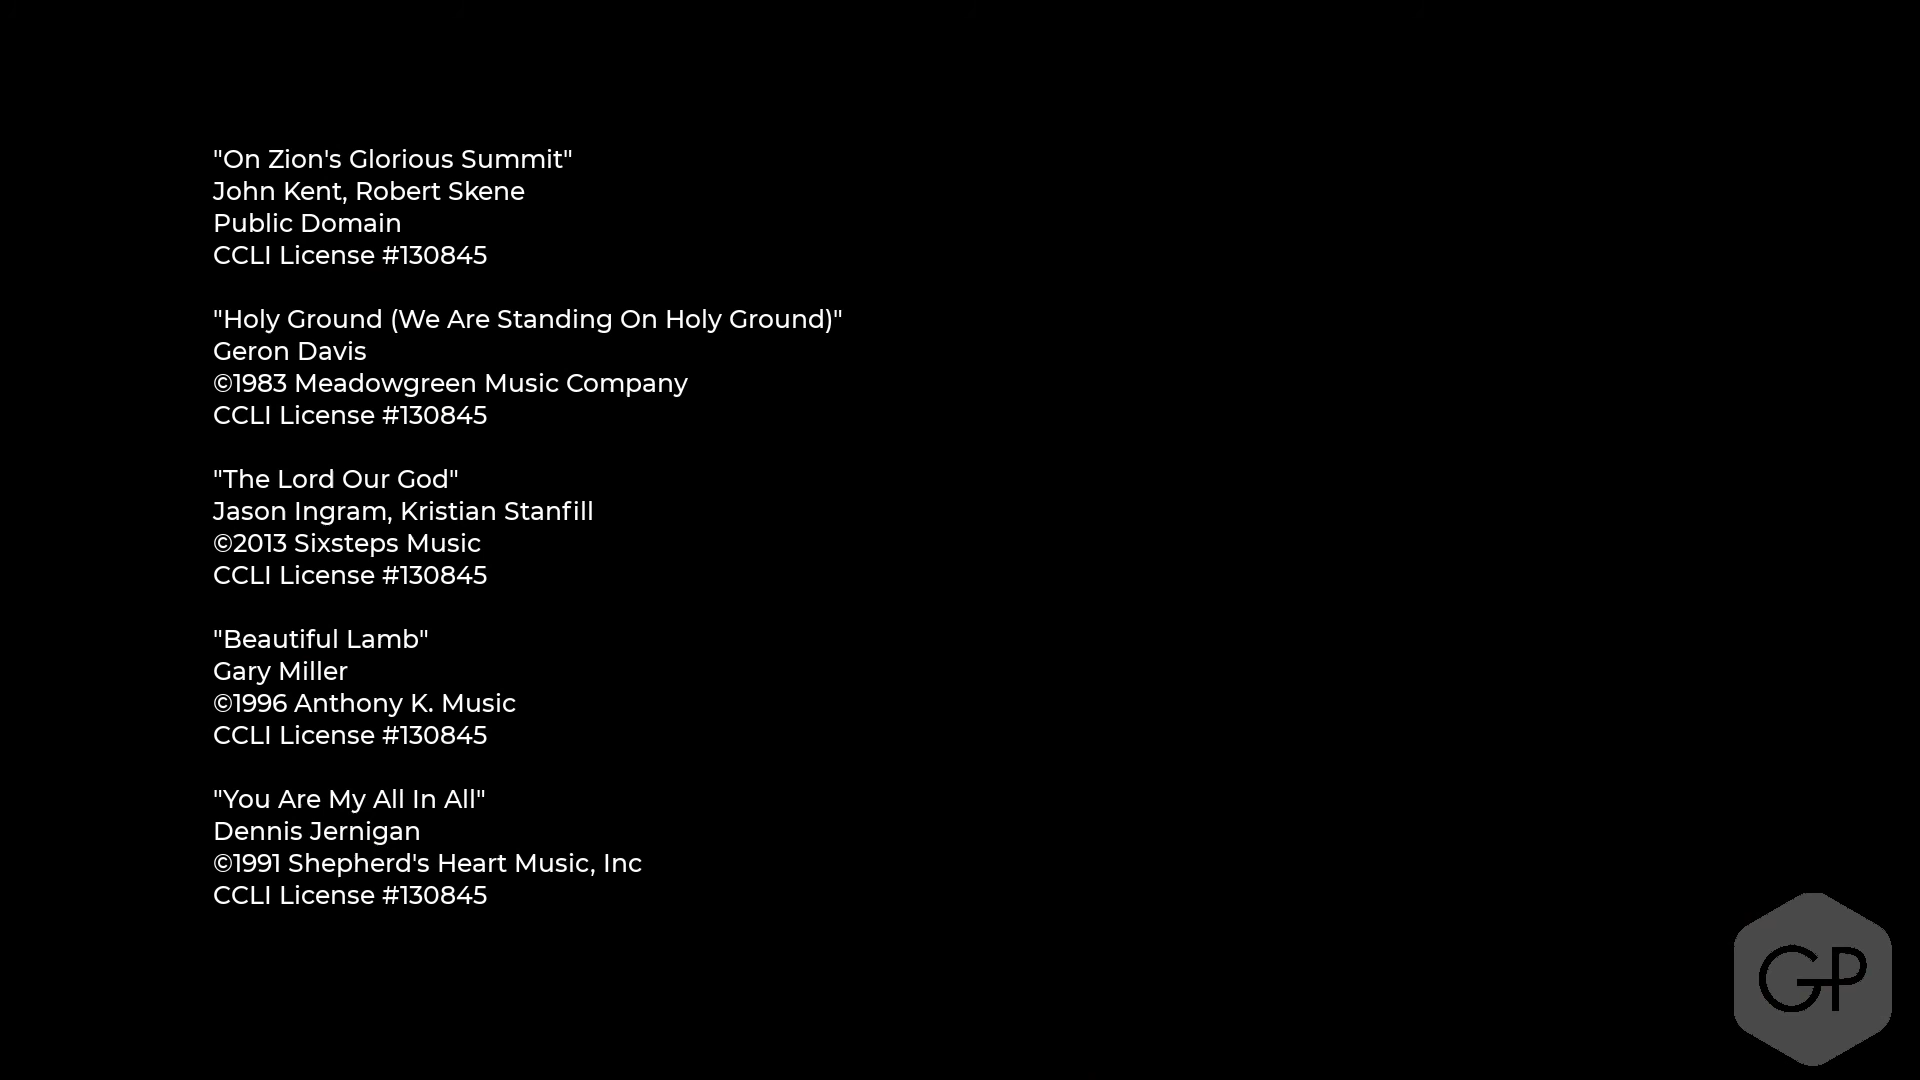 "On Zion's Glorious Summit"
John Kent, Robert Skene
Public Domain
CCLI License #130845
"Holy Ground (We Are Standing On Holy Ground)"
Geron Davis
©1983 Meadowgreen Music Company
CCLI License #130845
"The Lord Our God"
Jason Ingram, Kristian Stanfill
©2013 Sixsteps Music
CCLI License #130845
"Beautiful Lamb"
Gary Miller
©1996 Anthony K. Music
CCLI License #130845
"You Are My All In All"
Dennis Jernigan
©1991 Shepherd's Heart Music, Inc
CCLI License #130845
GP